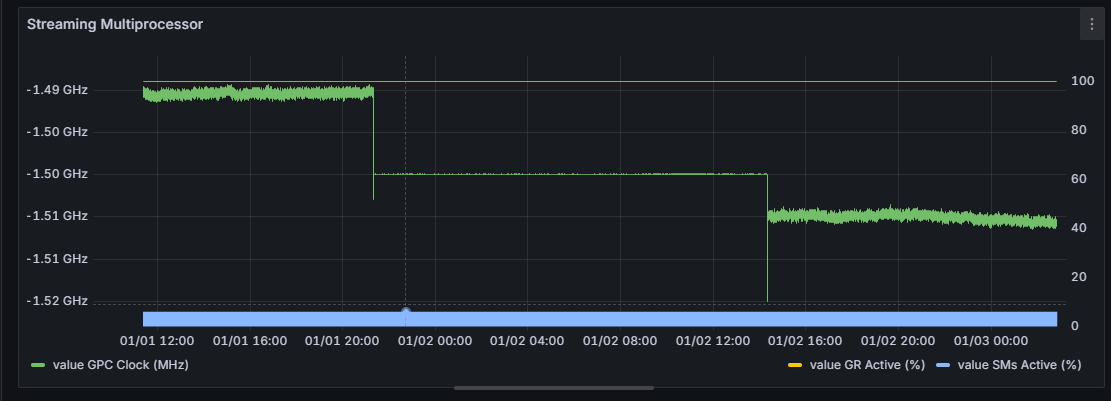 Streaming Multiprocessor
-1.49 GHz
-1.50 GHz
-1.50 GHz
-1.51 GHz
-1.51 GHz
-1.52 GHz
100
80
60
40
20
0
01/01 12:00 01/01 16:00 01/01 20:00 01/02 00:00 01/02 04:00 01/02 08:00 01/02 12:00 01/02 16:00 01/02 20:00 01/03 00:00
value GPC Clock (MHz) value GR Active (%) value SMs Active (%)